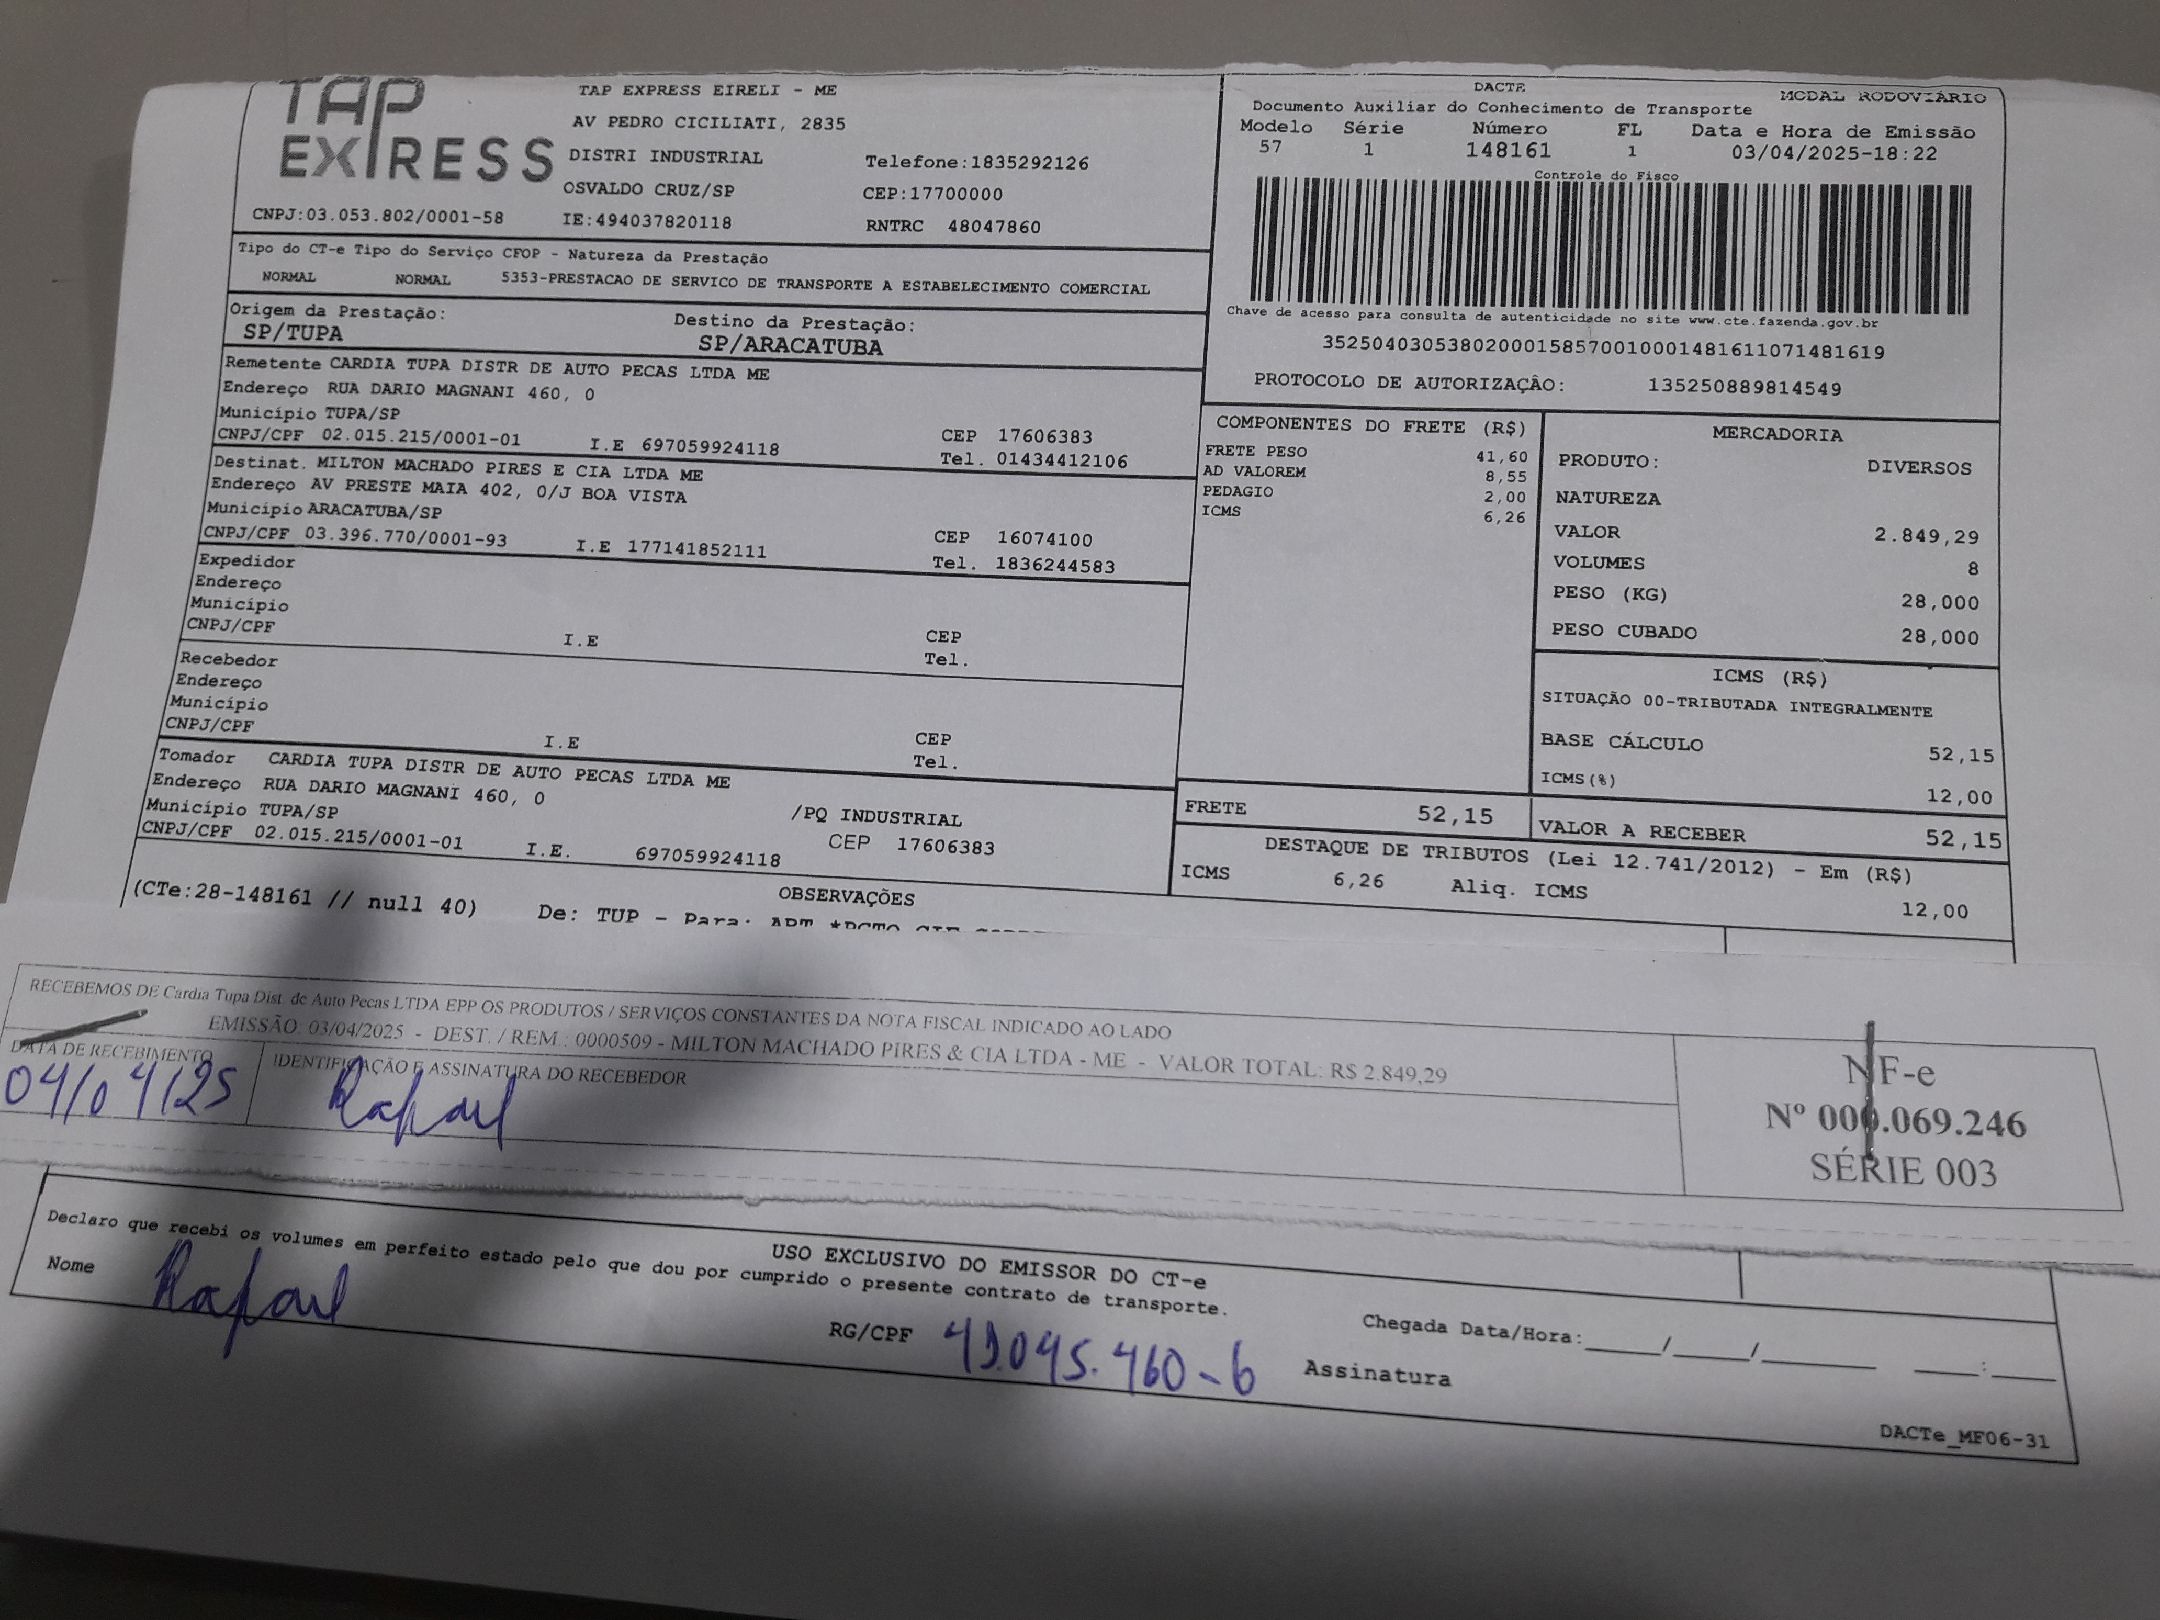 TAP EXPRESS
TAP EXPRESS EIRELI - ME
AV PEDRO CICILIATI, 2835
DISTRI INDUSTRIAL Telefone:1835292126
OSVALDO CRUZ/SP CEP:17700000
CNPJ:03.053.802/0001-58 IE:494037820118 RNTRC 48047860
Tipo do CT-e Tipo do Serviço CFOP - Natureza da Prestação
NORMAL NORMAL 5353-PRESTACAO DE SERVICO DE TRANSPORTE A ESTABELECIMENTO COMERCIAL
Origem da Prestação: Destino da Prestação:
SP/TUPA SP/ARACATUBA
Remetente CARDIA TUPA DISTR DE AUTO PECAS LTDA ME
Endereço RUA DARIO MAGNANI 460, 0
Município TUPA/SP CEP 17606383
CNPJ/CPF 02.015.215/0001-01 I.E 697059924118 Tel. 01434412106
Destinat. MILTON MACHADO PIRES E CIA LTDA ME
Endereço AV PRESTE MAIA 402, 0/J BOA VISTA
Município ARACATUBA/SP CEP 16074100
CNPJ/CPF 03.396.770/0001-93 I.E 177141852111 Tel. 1836244583
Expedidor
Endereço
Município CEP
CNPJ/CPF I.E Tel.
Recebedor
Endereço
Município CEP
CNPJ/CPF I.E Tel.
Tomador CARDIA TUPA DISTR DE AUTO PECAS LTDA ME
Endereço RUA DARIO MAGNANI 460, 0 /PQ INDUSTRIAL
Município TUPA/SP CEP 17606383
CNPJ/CPF 02.015.215/0001-01 I.E. 697059924118
OBSERVAÇÕES
(CTe:28-148161 // null 40) De: TUP - Para:
DACTE
Documento Auxiliar do Conhecimento de Transporte MODAL RODOVIÁRIO
Modelo Série Número FL Data e Hora de Emissão
57 1 148161 1 03/04/2025-18:22
Controle do Fisco
Chave de acesso para consulta de autenticidade no site www.cte.fazenda.gov.br
35250403053802000158570010001481611071481619
PROTOCOLO DE AUTORIZAÇÃO: 135250889814549
COMPONENTES DO FRETE (R$)
FRETE PESO 41,60
AD VALOREM 8,55
PEDAGIO 2,00
ICMS 6,26
MERCADORIA
PRODUTO: DIVERSOS
NATUREZA
VALOR 2.849,29
VOLUMES 8
PESO (KG) 28,000
PESO CUBADO 28,000
ICMS (R$)
SITUAÇÃO 00-TRIBUTADA INTEGRALMENTE
BASE CÁLCULO 52,15
ICMS(%) 12,00
FRETE 52,15 VALOR A RECEBER 52,15
DESTAQUE DE TRIBUTOS (Lei 12.741/2012) - Em (R$)
ICMS 6,26 Aliq. ICMS 12,00
RECEBEMOS DE Cardia Tupa Dist. de Auto Pecas LTDA EPP OS PRODUTOS / SERVIÇOS CONSTANTES DA NOTA FISCAL INDICADO AO LADO
EMISSÃO: 03/04/2025 - DEST. / REM.: 0000509 - MILTON MACHADO PIRES & CIA LTDA - ME - VALOR TOTAL: R$ 2.849,29
DATA DE RECEBIMENTO IDENTIFICAÇÃO E ASSINATURA DO RECEBEDOR
04/04/25 Rafael
NF-e
Nº 000.069.246
SÉRIE 003
USO EXCLUSIVO DO EMISSOR DO CT-e
Declaro que recebi os volumes em perfeito estado pelo que dou por cumprido o presente contrato de transporte.
Nome Rafael RG/CPF 49.045.460-6 Chegada Data/Hora:____/____/______ ___:___
Assinatura
DACTe_MF06-31